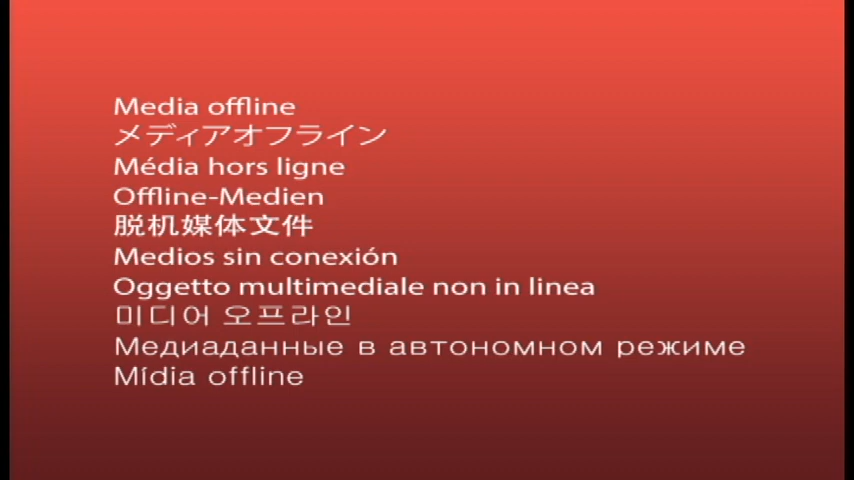 Media offline
メディアオフライン
Média hors ligne
Offline-Medien
脱机媒体文件
Medios sin conexión
Oggetto multimediale non in linea
미디어 오프라인
Медиаданные в автономном режиме
Mídia offline